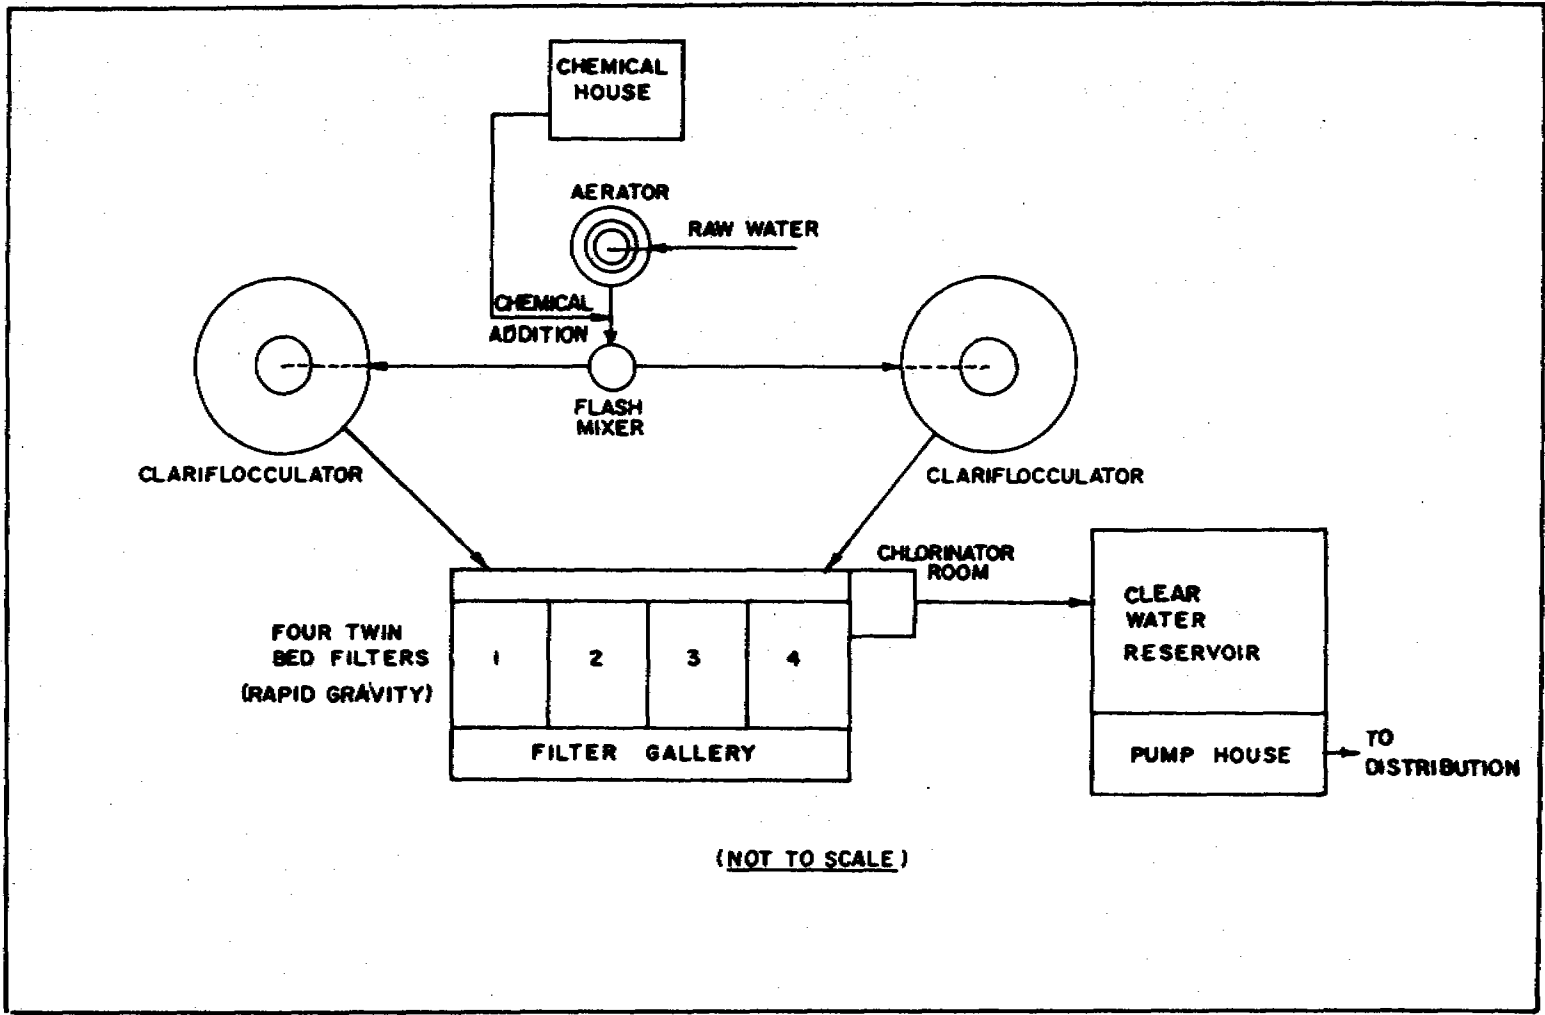 CHEMICAL
HOUSE
AERATOR
RAW WATER
CHEMICAL
ADDITION
FLASH
MIXER
CLARIFLOCCULATOR
CLARIFLOCCULATOR
CHLORINATOR
ROOM
FOUR TWIN
BED FILTERS
(RAPID GRAVITY)
1
2
3
4
FILTER GALLERY
CLEAR
WATER
RESERVOIR
PUMP HOUSE
TO
DISTRIBUTION
(NOT TO SCALE)